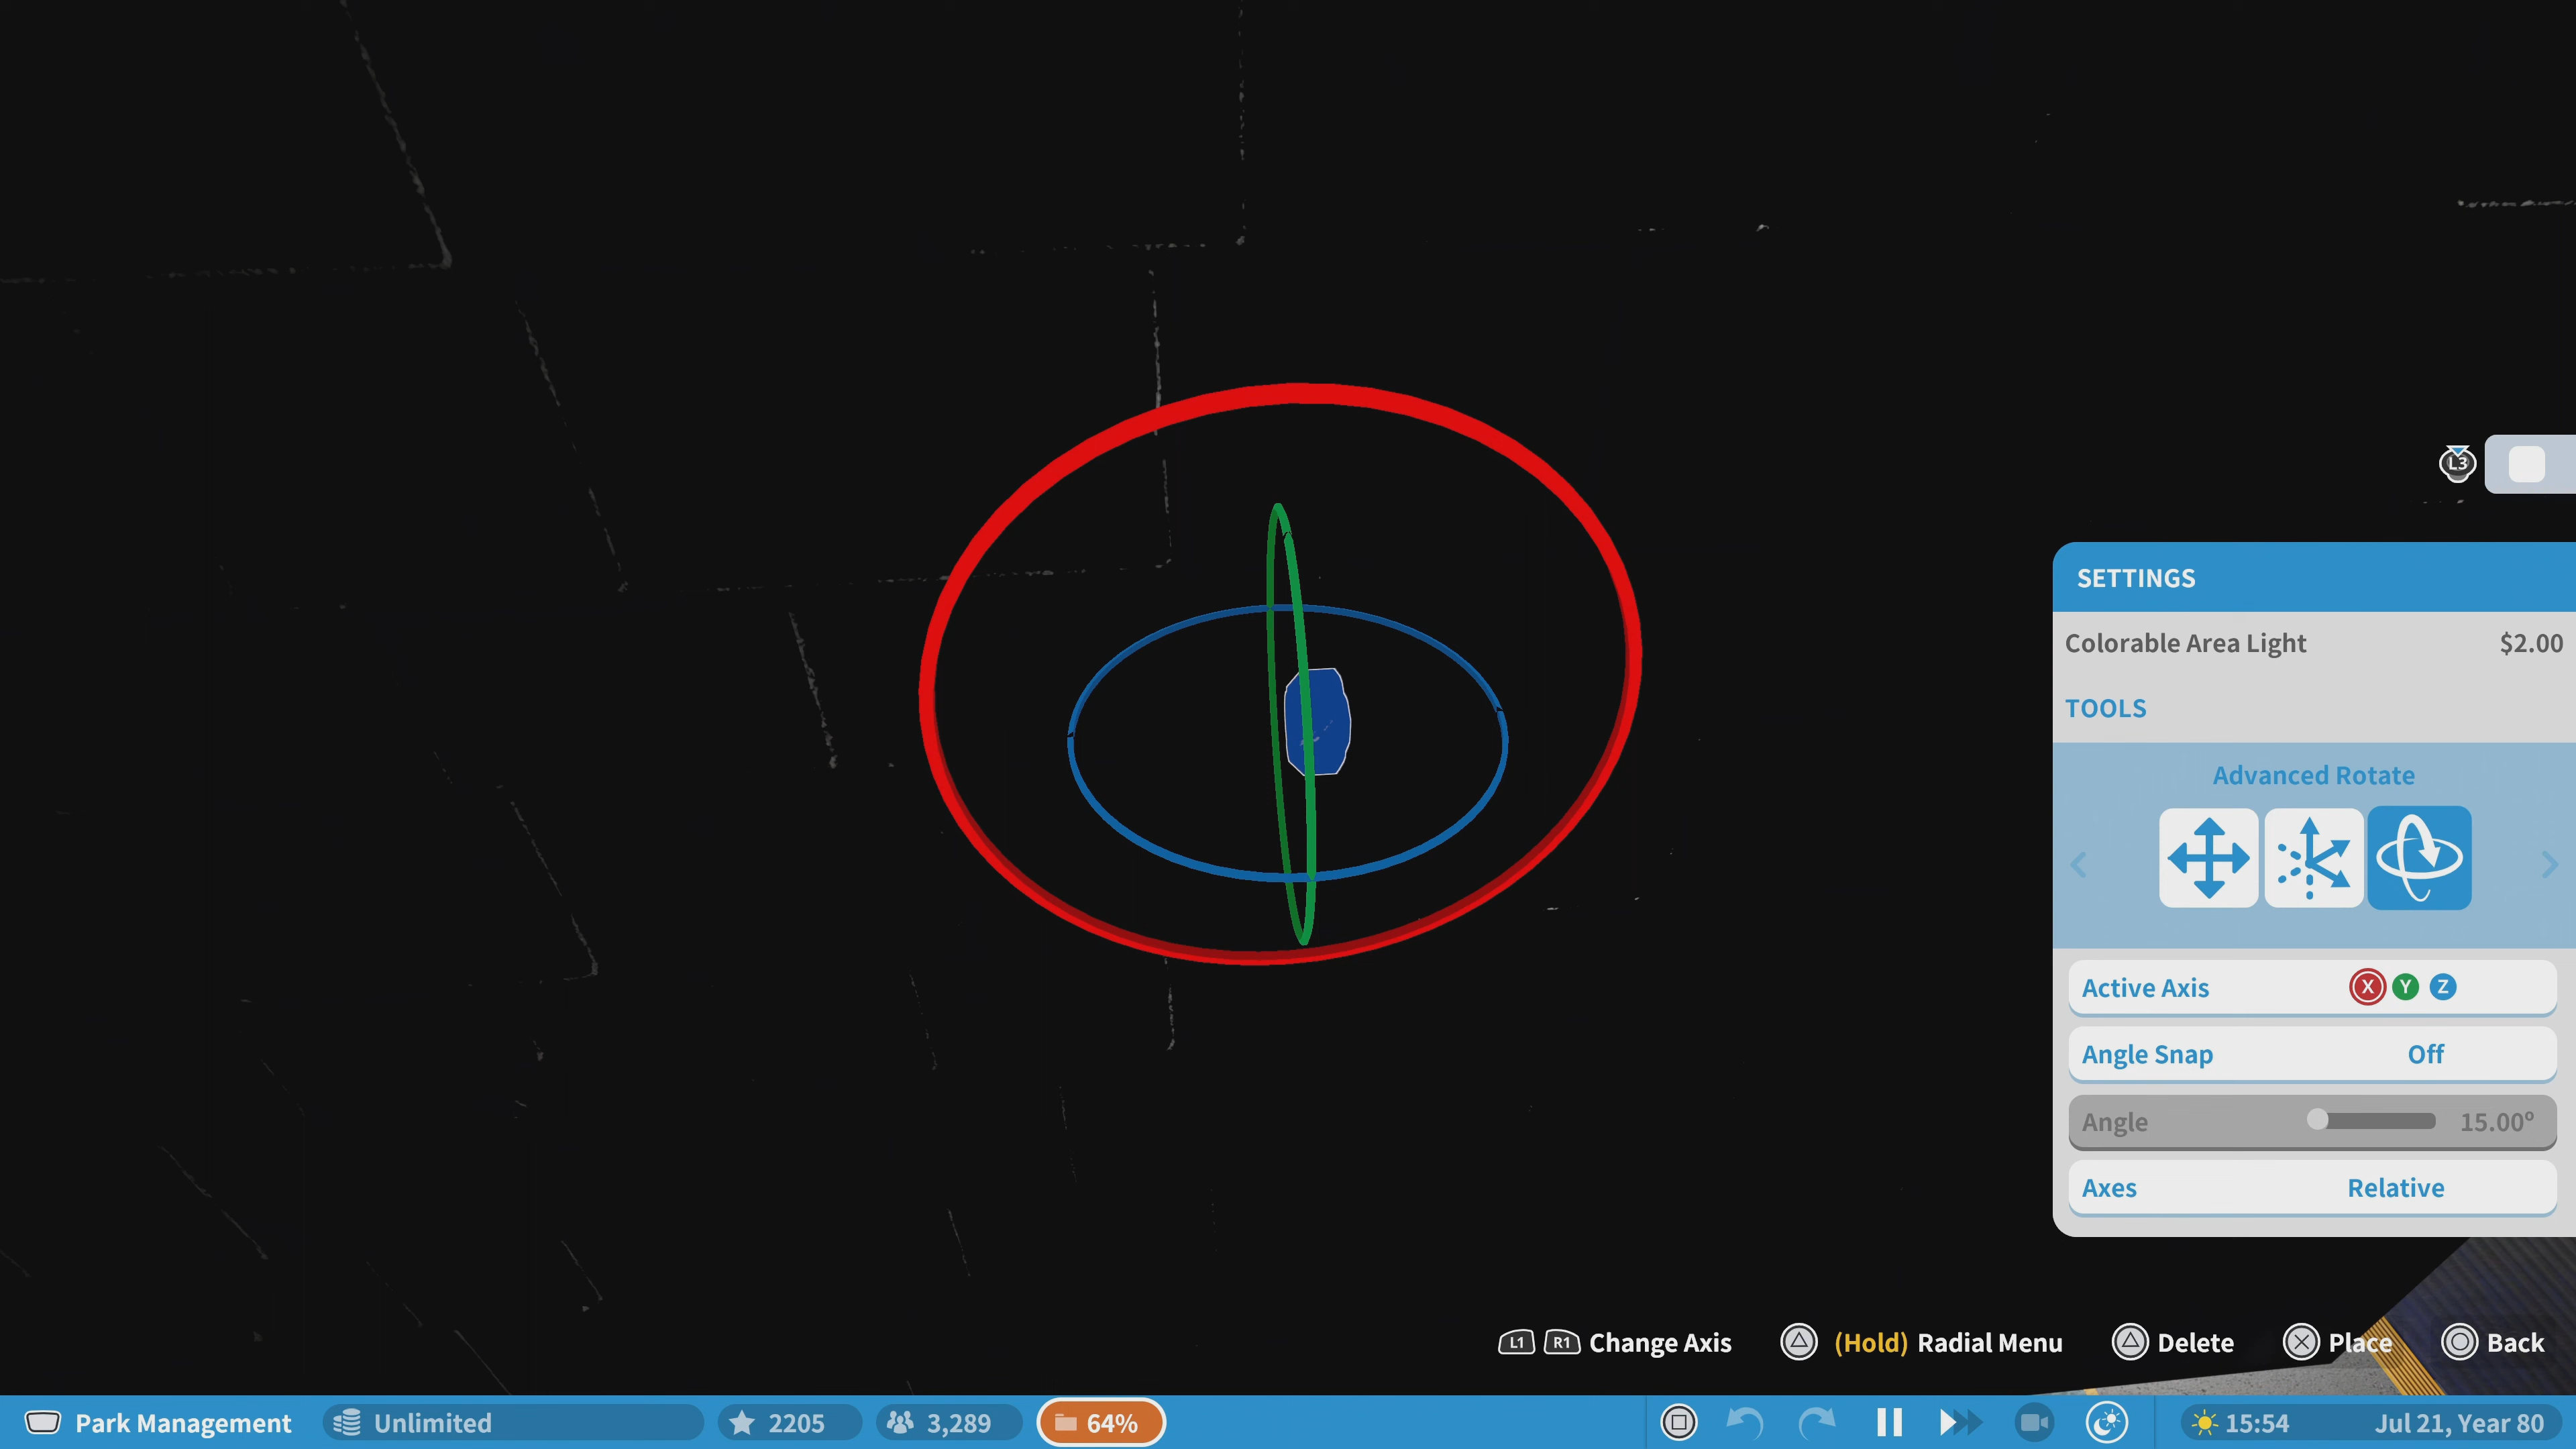 L3
SETTINGS
Colorable Area Light $2.00
TOOLS
Advanced Rotate
Active Axis X Y Z
Angle Snap Off
Angle 15.00°
Axes Relative
L1 R1 Change Axis (Hold) Radial Menu Delete Place Back
Park Management Unlimited 2205 3,289 64% 15:54 Jul 21, Year 80